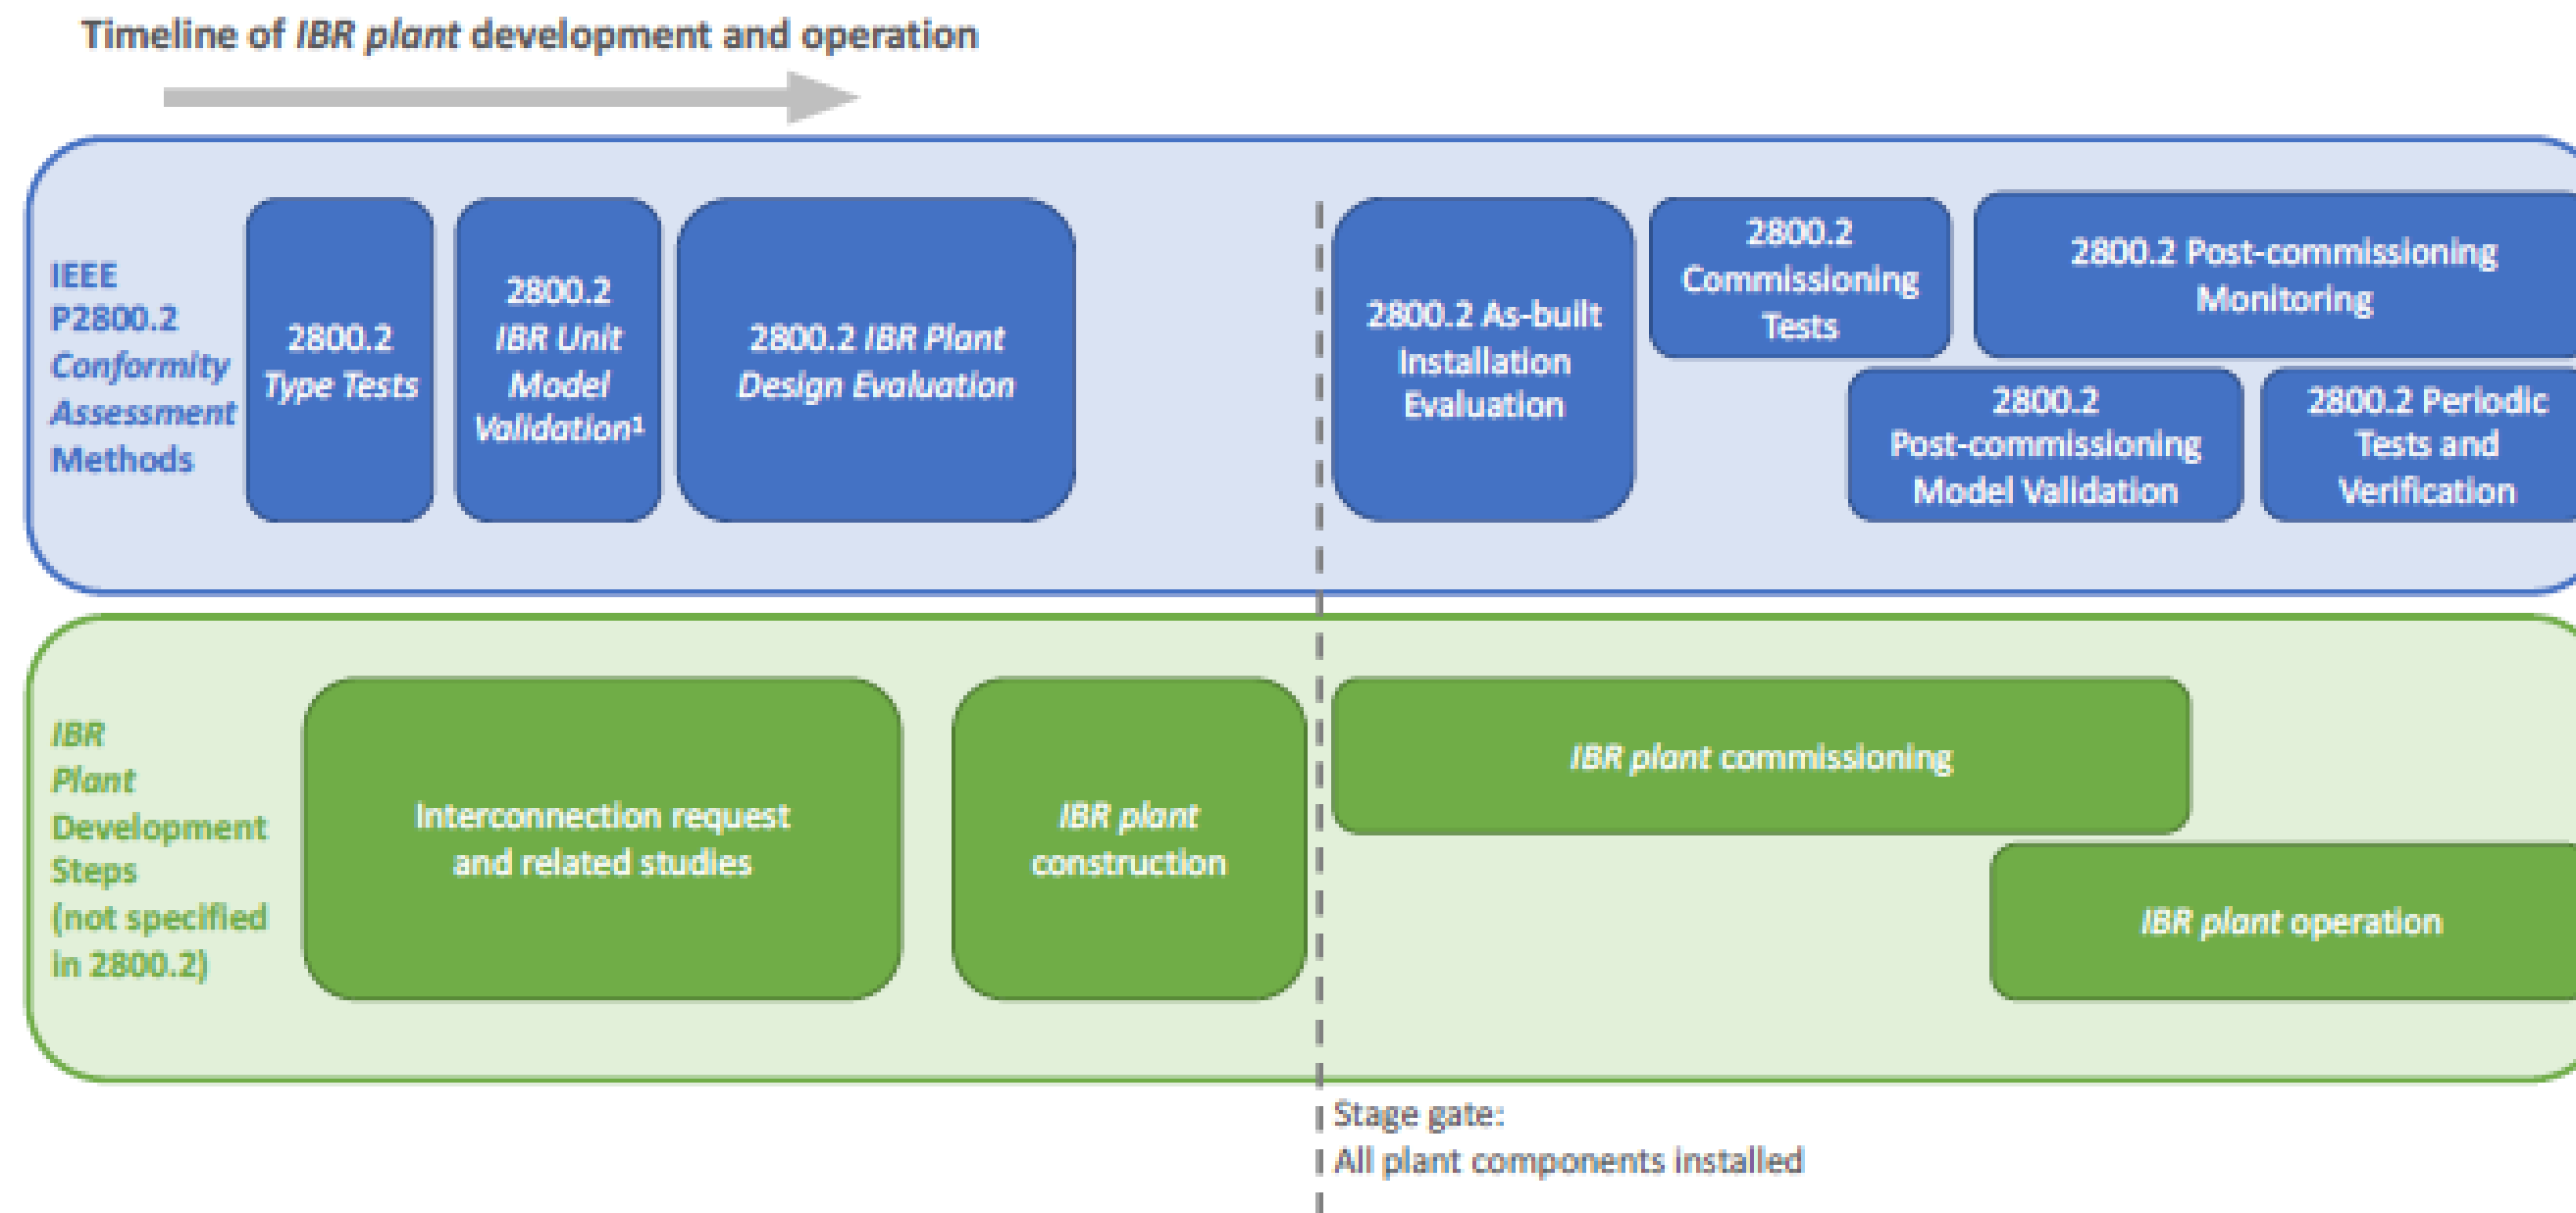 Timeline of IBR plant development and operation
IEEE
P2800.2
Conformity
Assessment
Methods
2800.2
Type Tests
2800.2
IBR Unit
Model
Validation¹
2800.2 IBR Plant
Design Evaluation
2800.2 As-built
Installation
Evaluation
2800.2
Commissioning
Tests
2800.2 Post-commissioning
Monitoring
2800.2
Post-commissioning
Model Validation
2800.2 Periodic
Tests and
Verification
IBR
Plant
Development
Steps
(not specified
in 2800.2)
Interconnection request
and related studies
IBR plant
construction
IBR plant commissioning
IBR plant operation
Stage gate:
All plant components installed